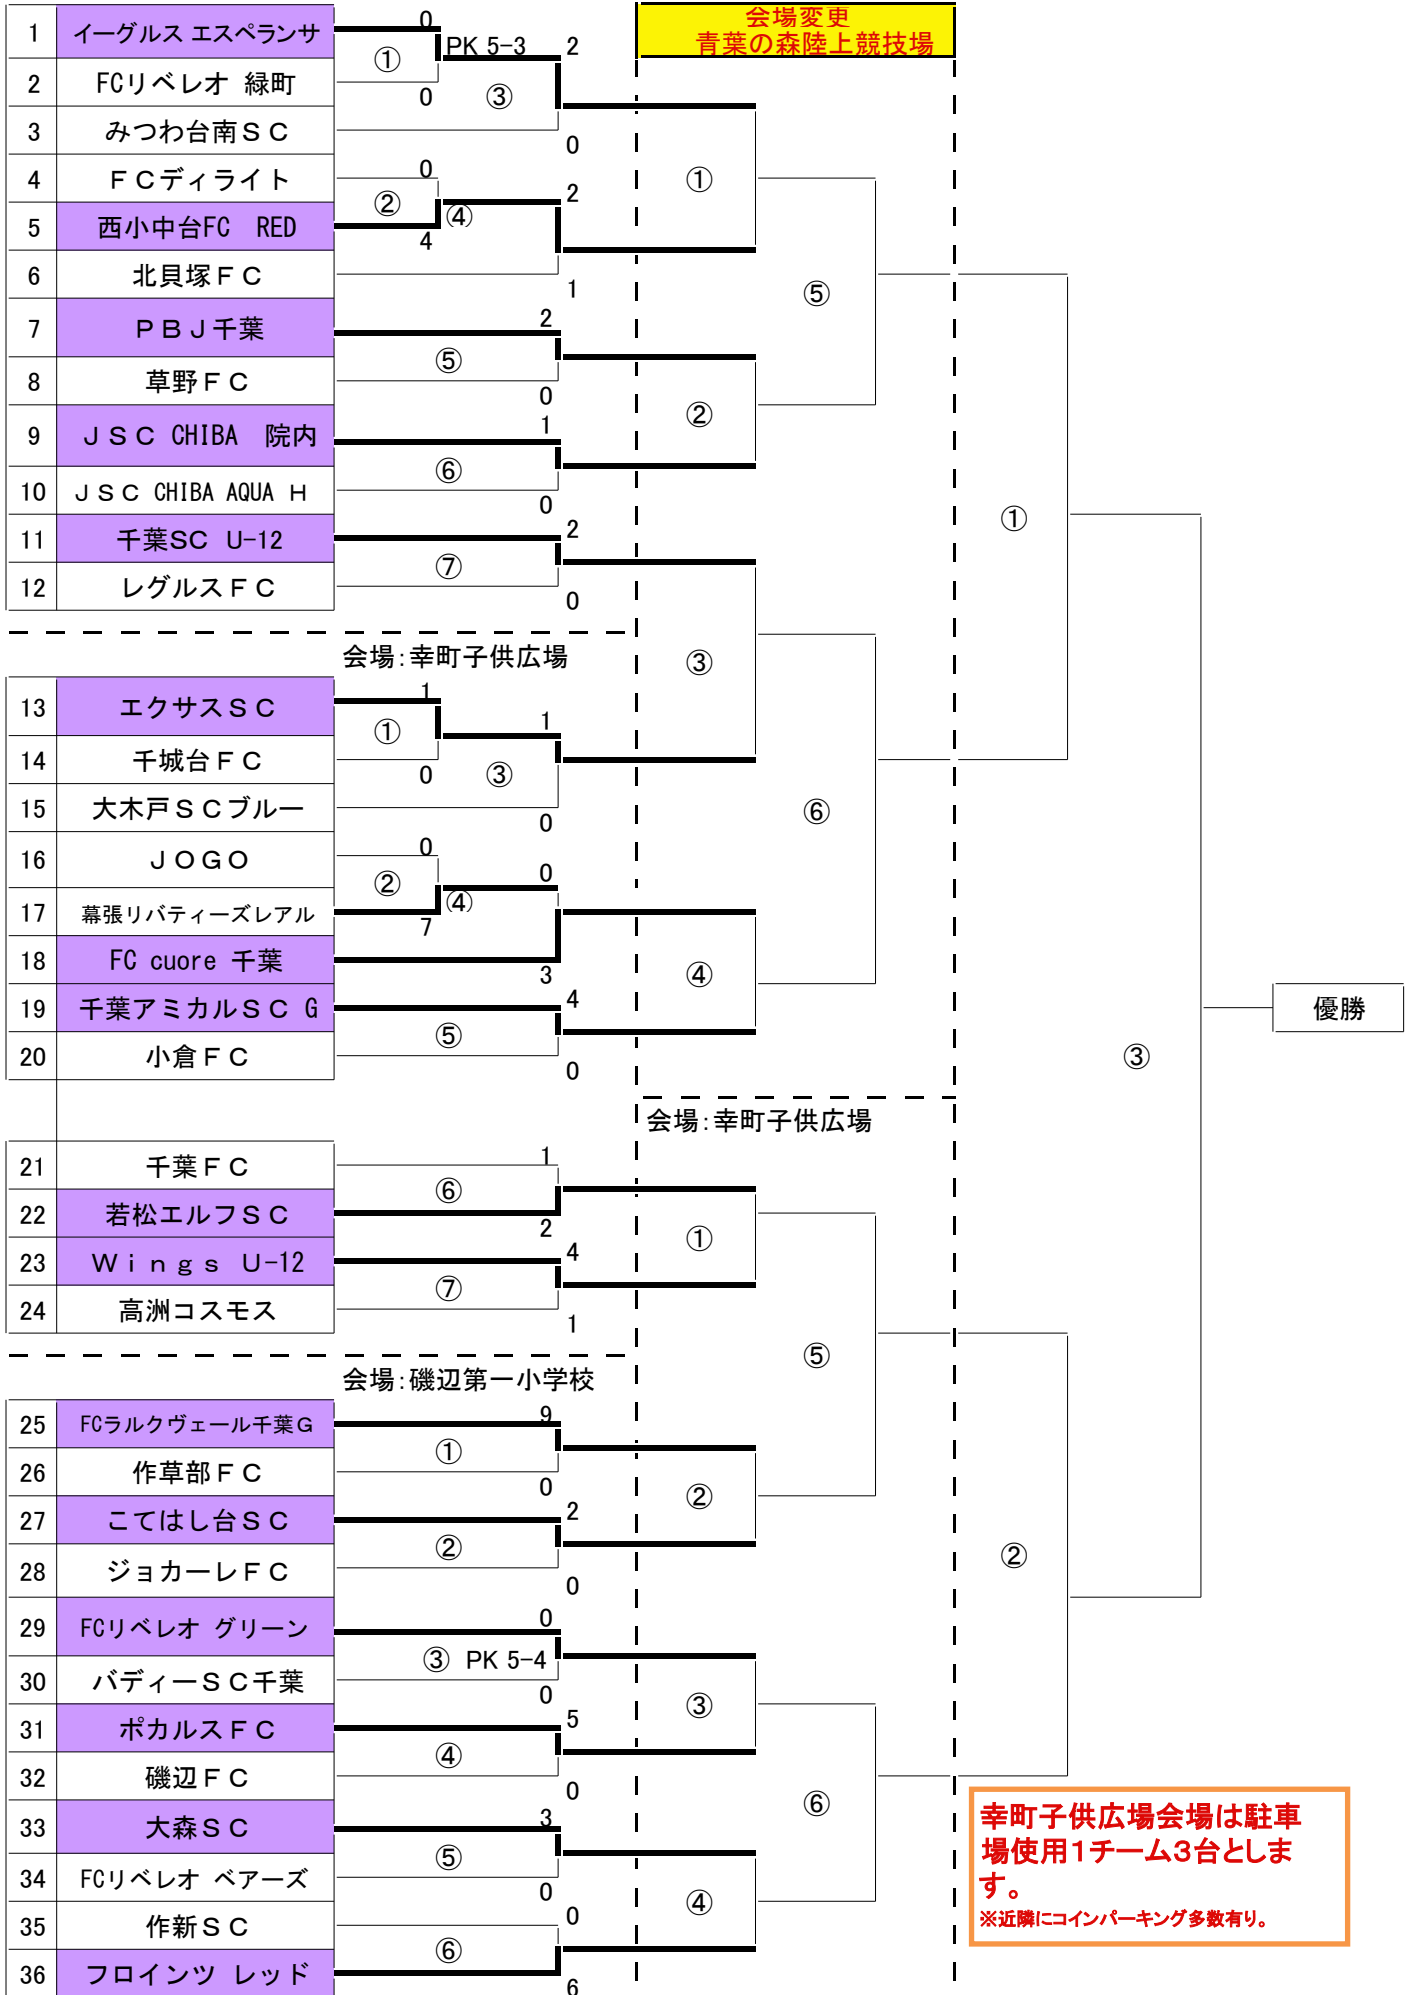 会場変更
青葉の森陸上競技場
1 イーグルス エスペランサ 0
① PK 5-3 2
2 FCリベレオ 緑町 0 ③
3 みつわ台南ＳＣ 0
4 ＦＣディライト 0 ①
② ④ 2
5 西小中台FC　RED 4
6 北貝塚ＦＣ 1 ⑤
7 ＰＢＪ千葉 2
⑤
8 草野ＦＣ 0 ②
9 ＪＳＣ CHIBA　院内 1
⑥
10 ＪＳＣ CHIBA AQUA Ｈ 0 ①
11 千葉SC U-12 2
⑦
12 レグルスＦＣ 0
会場：幸町子供広場 ③
13 エクサスＳＣ 1
① 1
14 千城台ＦＣ 0 ③
15 大木戸ＳＣブルー 0 ⑥
16 ＪＯＧＯ 0
② ④ 0
17 幕張リバティーズレアル 7
18 FC cuore 千葉 3 ④
19 千葉アミカルＳＣ G 4 優勝
⑤
20 小倉ＦＣ 0 ③
会場：幸町子供広場
21 千葉ＦＣ 1
⑥
22 若松エルフＳＣ 2 ①
23 Ｗｉｎｇｓ U-12 4
⑦
24 高洲コスモス 1
⑤
会場：磯辺第一小学校
25 FCラルクヴェール千葉Ｇ 9
①
26 作草部ＦＣ 0 ②
27 こてはし台ＳＣ 2
② ②
28 ジョカーレＦＣ 0
29 FCリベレオ グリーン 0
③ PK 5-4
30 バディーＳＣ千葉 0 ③
31 ポカルスＦＣ 5
④
32 磯辺ＦＣ 0 ⑥
33 大森ＳＣ 3
⑤
34 FCリベレオ ベアーズ 0 ④
35 作新ＳＣ 0
⑥
36 フロインツ レッド 6
幸町子供広場会場は駐車
場使用1チーム3台としま
す。
※近隣にコインパーキング多数有り。